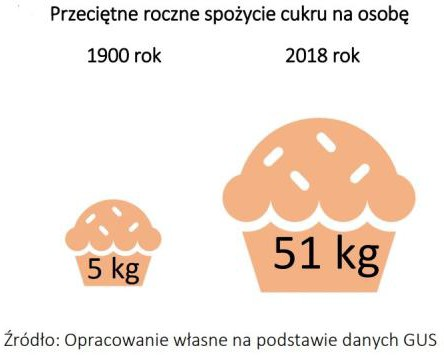 Przeciętne roczne spożycie cukru na osobę
1900 rok 2018 rok
5 kg 51 kg
Źródło: Opracowanie własne na podstawie danych GUS